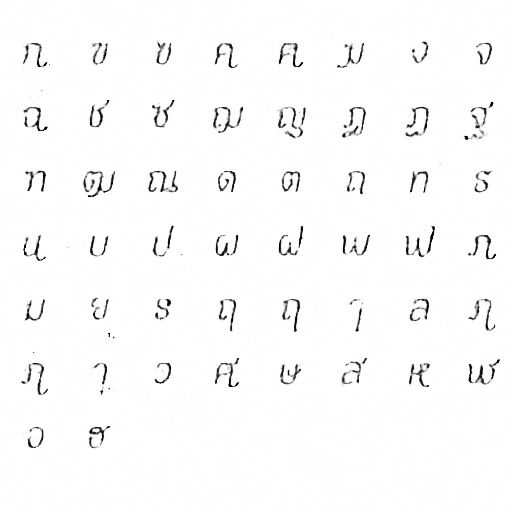 ก ข ฃ ค ฅ ฆ ง จ
ฉ ช ซ ฌ ญ ฎ ฏ ฐ
ฑ ฒ ณ ด ต ถ ท ธ
น บ ป ผ ฝ พ ฟ ภ
ม ย ร ฤ ฤ ๅ ล ฦ
ฦ ๅ ว ศ ษ ส ห ฬ
อ ฮ